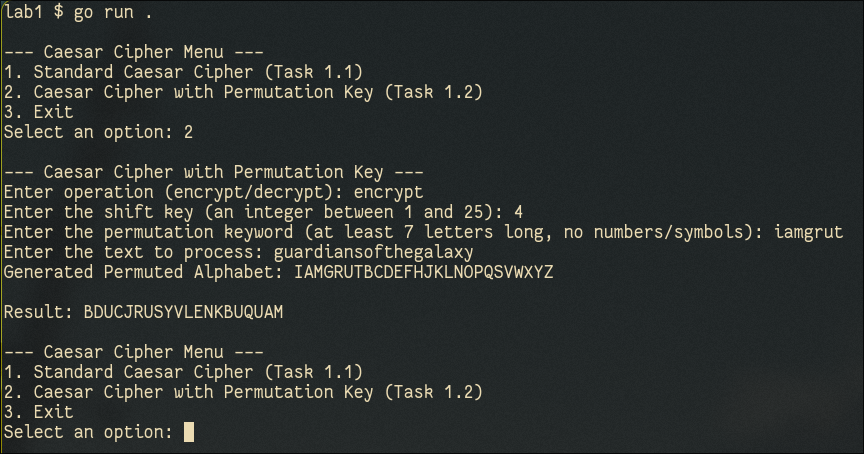 lab1 $ go run .
--- Caesar Cipher Menu ---
1. Standard Caesar Cipher (Task 1.1)
2. Caesar Cipher with Permutation Key (Task 1.2)
3. Exit
Select an option: 2
--- Caesar Cipher with Permutation Key ---
Enter operation (encrypt/decrypt): encrypt
Enter the shift key (an integer between 1 and 25): 4
Enter the permutation keyword (at least 7 letters long, no numbers/symbols): iamgrut
Enter the text to process: guardiansofthegalaxy
Generated Permuted Alphabet: IAMGRUTBCDEFHJKLNOPQSVWXYZ
Result: BDUCJRUSYVLENKBUQUAM
--- Caesar Cipher Menu ---
1. Standard Caesar Cipher (Task 1.1)
2. Caesar Cipher with Permutation Key (Task 1.2)
3. Exit
Select an option: